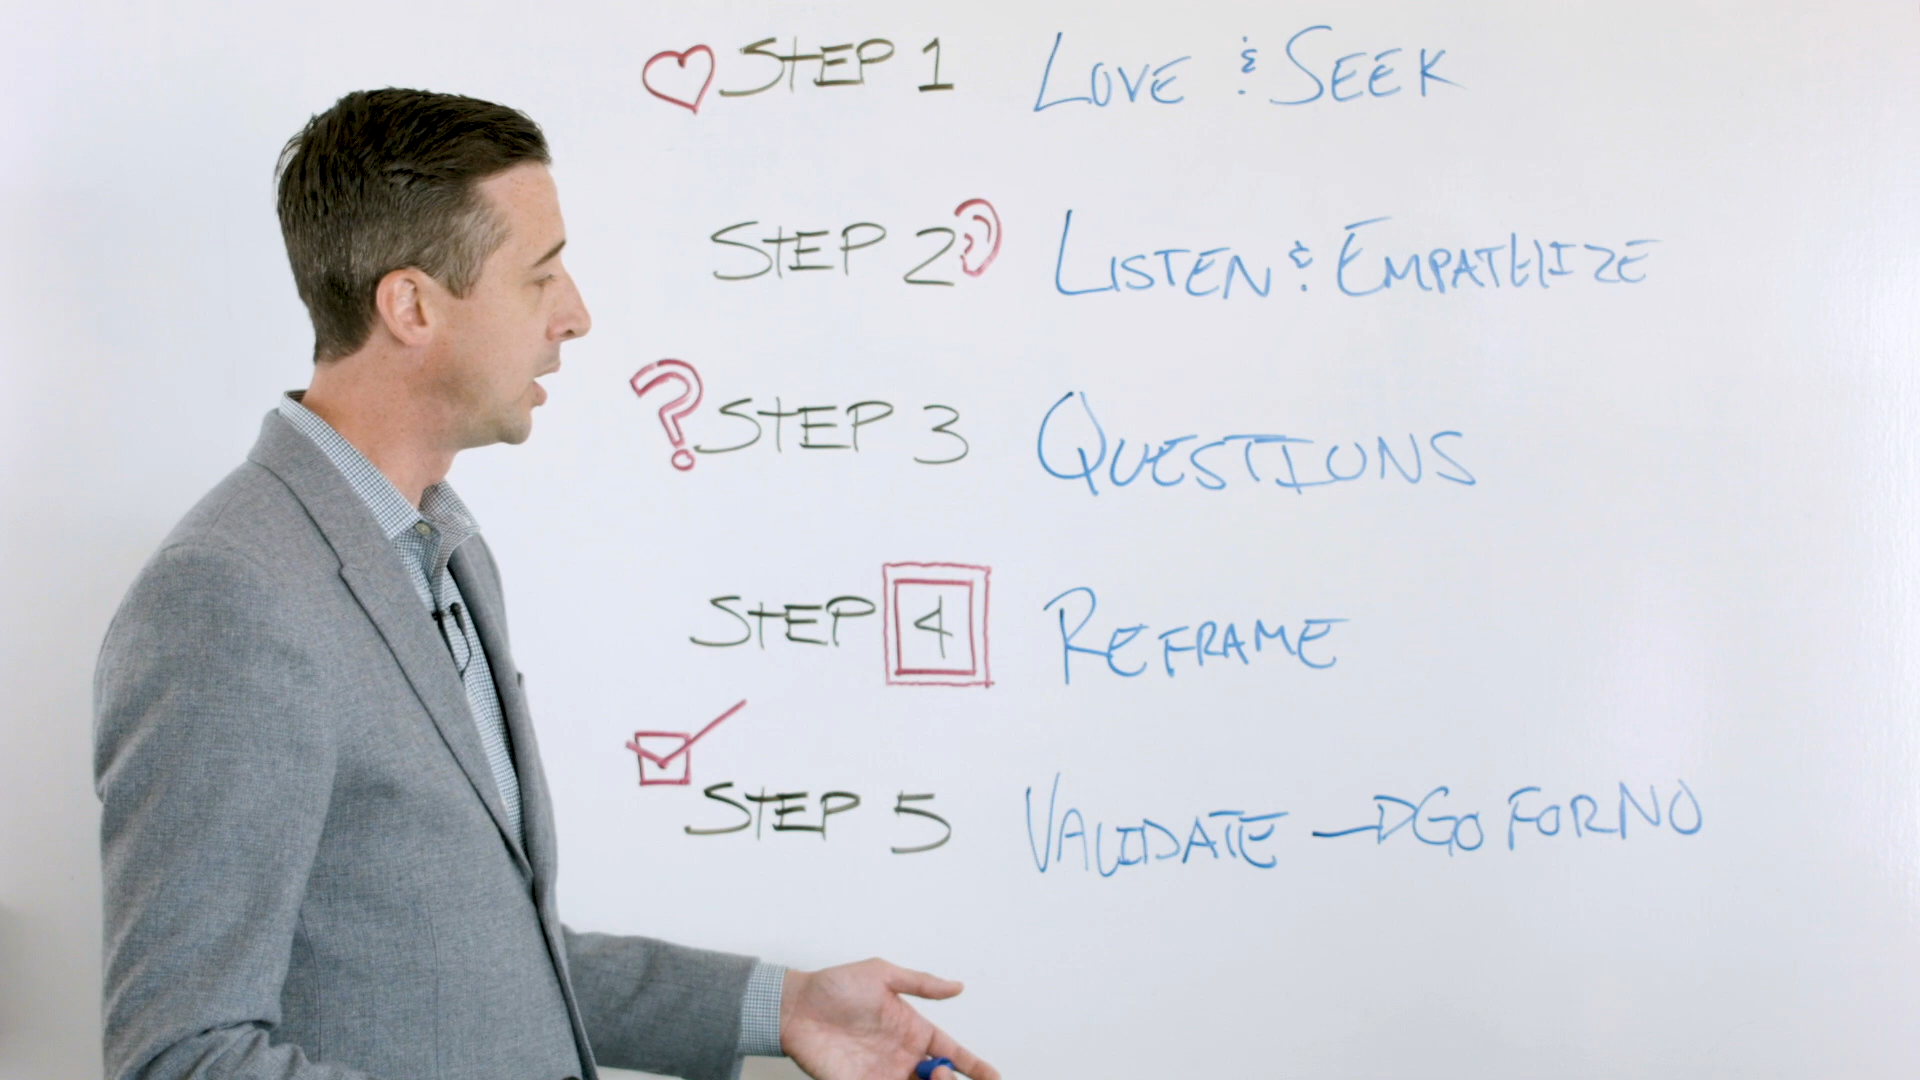 STEP 1 LOVE & SEEK
STEP 2 LISTEN & EMPATHIZE
? STEP 3 QUESTIONS
STEP 4 REFRAME
STEP 5 VALIDATE → GO FOR NO